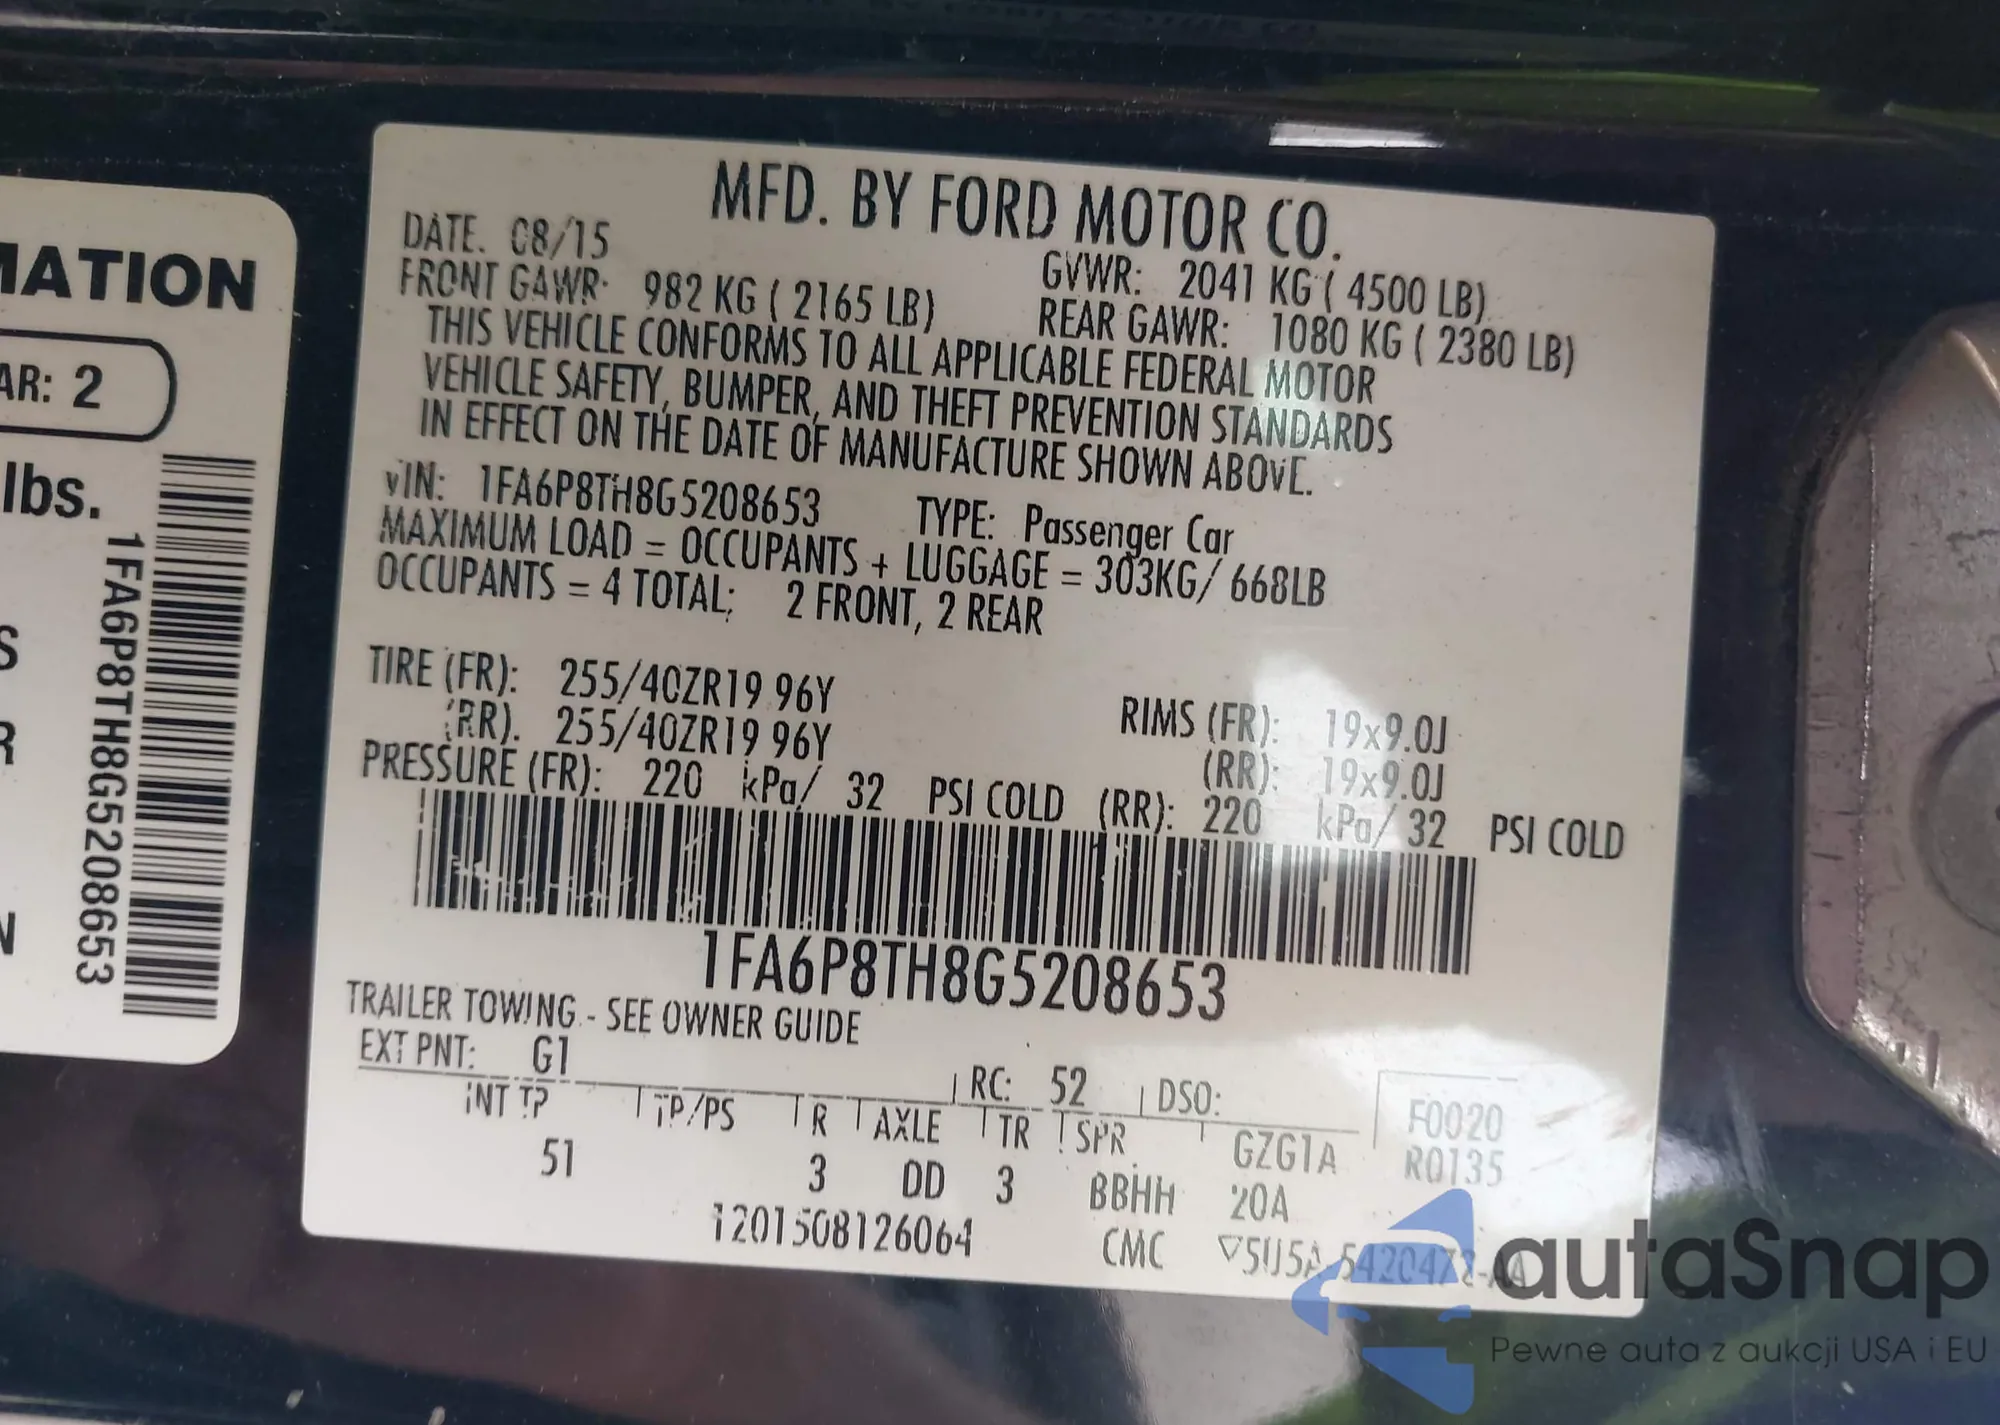 MATION
AR: 2
lbs.
1FA6P8TH8G5208653
S
R
N
MFD. BY FORD MOTOR CO.
DATE. 08/15
GVWR: 2041 KG ( 4500 LB)
FRONT GAWR: 982 KG ( 2165 LB)
REAR GAWR: 1080 KG ( 2380 LB)
THIS VEHICLE CONFORMS TO ALL APPLICABLE FEDERAL MOTOR
VEHICLE SAFETY, BUMPER, AND THEFT PREVENTION STANDARDS
IN EFFECT ON THE DATE OF MANUFACTURE SHOWN ABOVE.
VIN: 1FA6P8TH8G5208653 TYPE: Passenger Car
MAXIMUM LOAD = OCCUPANTS + LUGGAGE = 303KG/ 668LB
OCCUPANTS = 4 TOTAL; 2 FRONT, 2 REAR
TIRE (FR): 255/40ZR19 96Y RIMS (FR): 19x9.0J
(RR). 255/40ZR19 96Y (RR): 19x9.0J
PRESSURE (FR): 220 kPa/ 32 PSI COLD (RR): 220 kPa/ 32 PSI COLD
1FA6P8TH8G5208653
TRAILER TOWING - SEE OWNER GUIDE
EXT PNT: G1 RC: 52 DSO: F0020
INT TP TP/PS R AXLE TR SPR GZG1A R0135
51 3 DD 3 BBHH 20A
1201508126064 CMC ▽5U5A-5420472-AA
autaSnap
Pewne auta z aukcji USA i EU